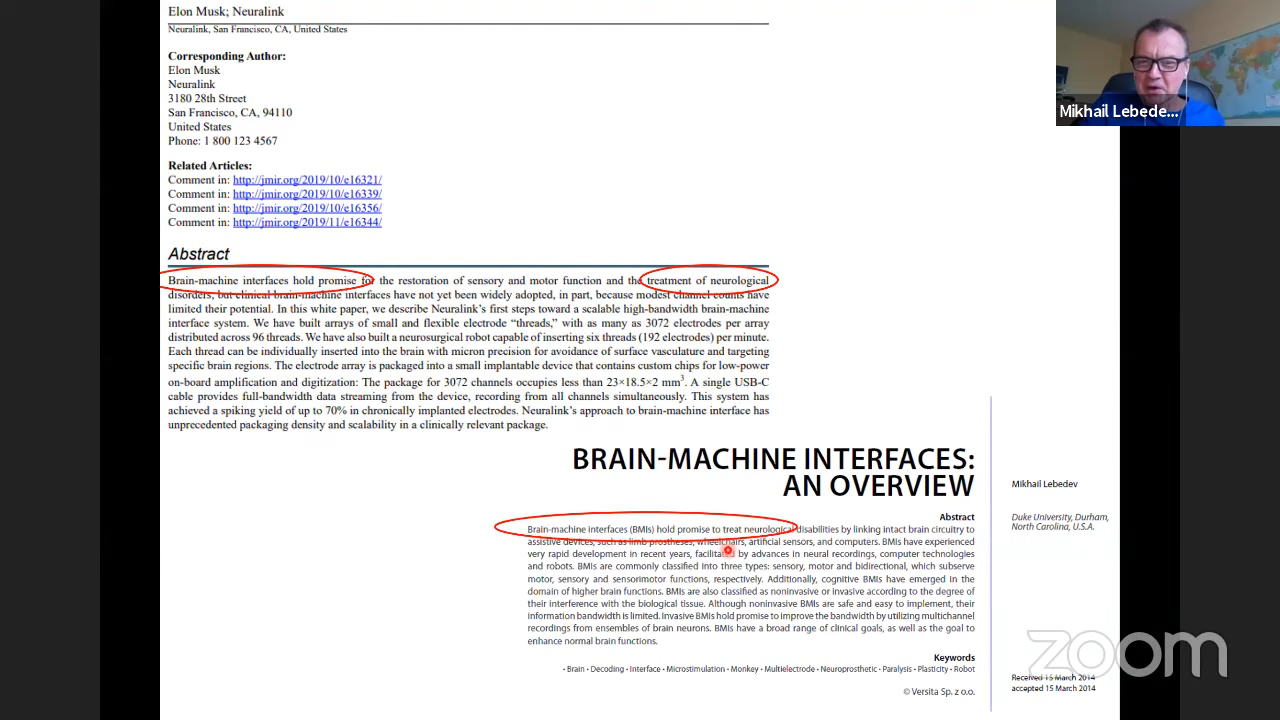 Elon Musk; Neuralink
Neuralink, San Francisco, CA, United States
Corresponding Author:
Elon Musk
Neuralink
3180 28th Street
San Francisco, CA, 94110
United States
Phone: 1 800 123 4567
Related Articles:
Comment in: http://jmir.org/2019/10/e16321/
Comment in: http://jmir.org/2019/10/e16339/
Comment in: http://jmir.org/2019/10/e16356/
Comment in: http://jmir.org/2019/11/e16344/
Abstract
Brain-machine interfaces hold promise for the restoration of sensory and motor function and the treatment of neurological
disorders, but clinical brain-machine interfaces have not yet been widely adopted, in part, because modest channel counts have
limited their potential. In this white paper, we describe Neuralink’s first steps toward a scalable high-bandwidth brain-machine
interface system. We have built arrays of small and flexible electrode “threads,” with as many as 3072 electrodes per array
distributed across 96 threads. We have also built a neurosurgical robot capable of inserting six threads (192 electrodes) per minute.
Each thread can be individually inserted into the brain with micron precision for avoidance of surface vasculature and targeting
specific brain regions. The electrode array is packaged into a small implantable device that contains custom chips for low-power
on-board amplification and digitization: The package for 3072 channels occupies less than 23×18.5×2 mm³. A single USB-C
cable provides full-bandwidth data streaming from the device, recording from all channels simultaneously. This system has
achieved a spiking yield of up to 70% in chronically implanted electrodes. Neuralink’s approach to brain-machine interface has
unprecedented packaging density and scalability in a clinically relevant package.
Mikhail Lebede...
BRAIN-MACHINE INTERFACES:
AN OVERVIEW
Abstract
Brain-machine interfaces (BMIs) hold promise to treat neurological disabilities by linking intact brain circuitry to
assistive devices, such as limb prostheses, wheelchairs, artificial sensors, and computers. BMIs have experienced
very rapid development in recent years, facilita by advances in neural recordings, computer technologies
and robots. BMIs are commonly classified into three types: sensory, motor and bidirectional, which subserve
motor, sensory and sensorimotor functions, respectively. Additionally, cognitive BMIs have emerged in the
domain of higher brain functions. BMIs are also classified as noninvasive or invasive according to the degree of
their interference with the biological tissue. Although noninvasive BMIs are safe and easy to implement, their
information bandwidth is limited. Invasive BMIs hold promise to improve the bandwidth by utilizing multichannel
recordings from ensembles of brain neurons. BMIs have a broad range of clinical goals, as well as the goal to
enhance normal brain functions.
Keywords
• Brain • Decoding • Interface • Microstimulation • Monkey • Multielectrode • Neuroprosthetic • Paralysis • Plasticity • Robot
© Versita Sp. z o.o.
Mikhail Lebedev
Duke University, Durham,
North Carolina, U.S.A.
Received 15 March 2014
accepted 15 March 2014
zoom